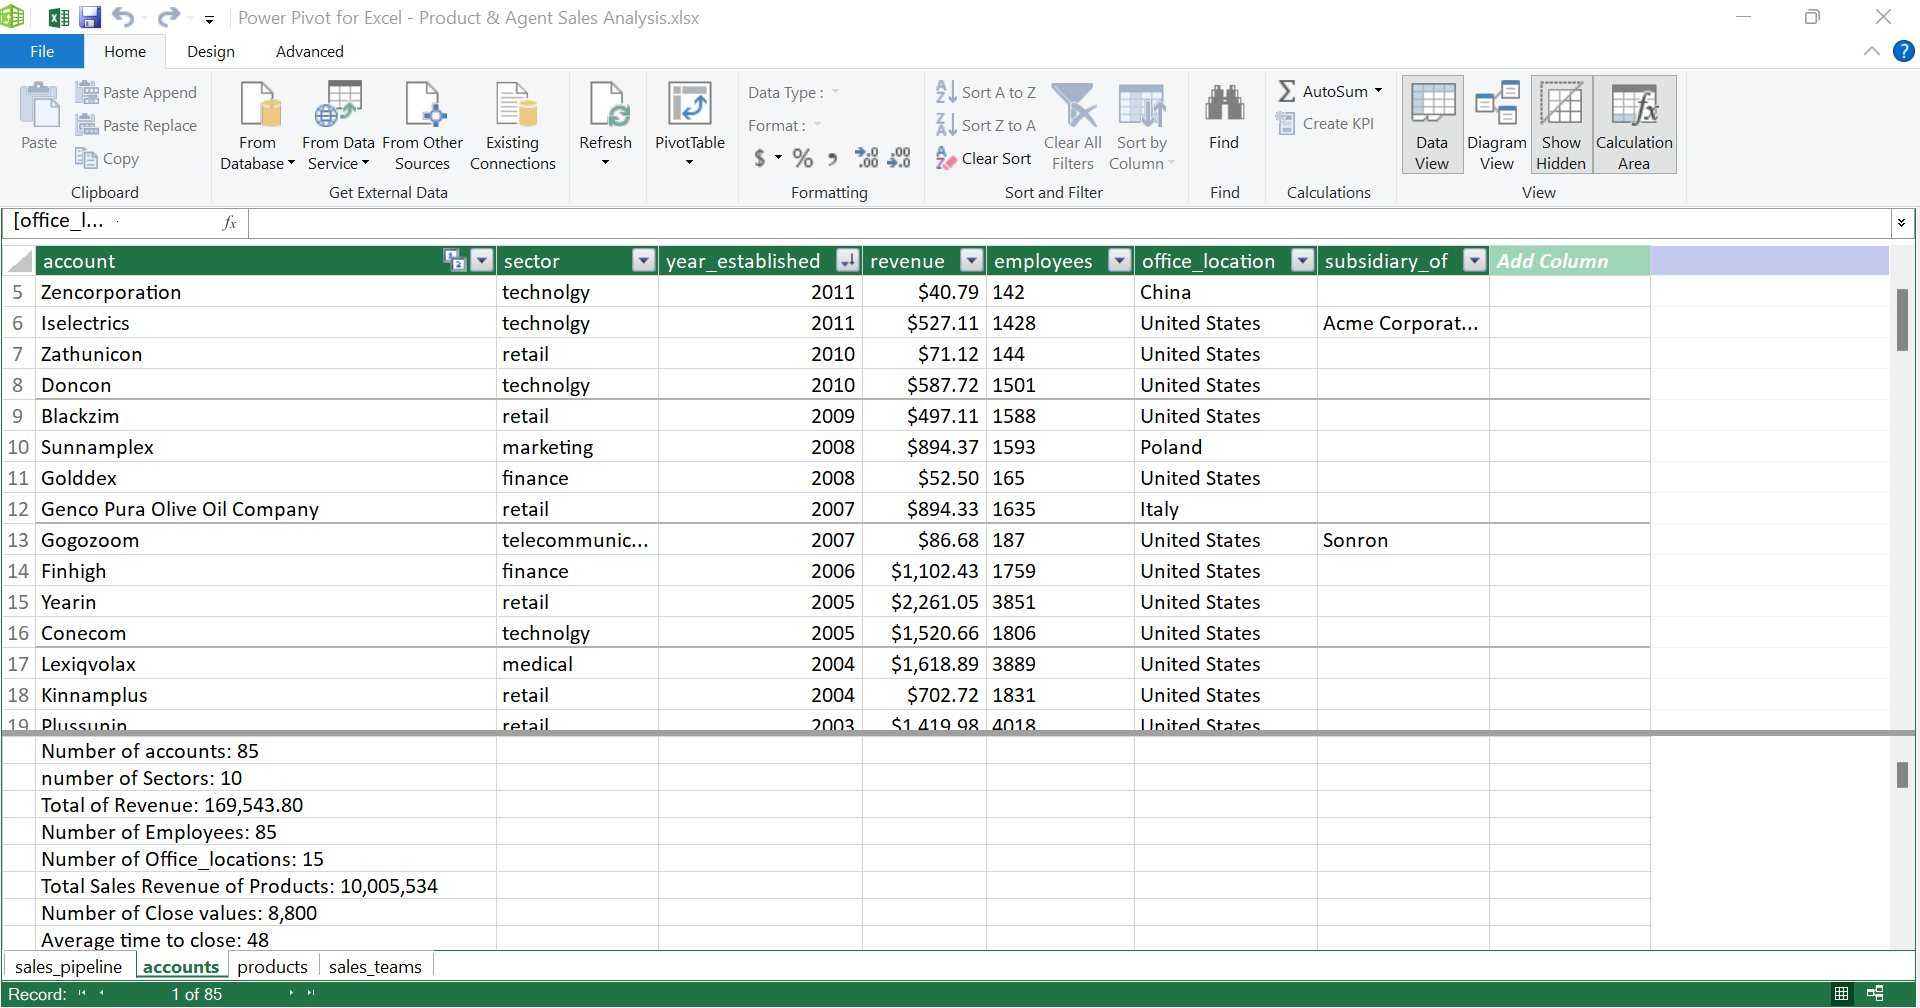 Power Pivot for Excel - Product & Agent Sales Analysis.xlsx
File Home Design Advanced
Paste
Paste Append
Paste Replace
Copy
Clipboard
From Database
From Data Service
From Other Sources
Existing Connections
Get External Data
Refresh
PivotTable
Data Type :
Format :
$ % , .00 .00
Formatting
Sort A to Z
Sort Z to A
Clear Sort
Clear All Filters
Sort by Column
Sort and Filter
Find
Find
AutoSum
Create KPI
Calculations
Data View
Diagram View
Show Hidden
Calculation Area
View
[office_l... fx
account sector year_established revenue employees office_location subsidiary_of Add Column
5 Zencorporation technolgy 2011 $40.79 142 China
6 Iselectrics technolgy 2011 $527.11 1428 United States Acme Corporat...
7 Zathunicon retail 2010 $71.12 144 United States
8 Doncon technolgy 2010 $587.72 1501 United States
9 Blackzim retail 2009 $497.11 1588 United States
10 Sunnamplex marketing 2008 $894.37 1593 Poland
11 Golddex finance 2008 $52.50 165 United States
12 Genco Pura Olive Oil Company retail 2007 $894.33 1635 Italy
13 Gogozoom telecommunic... 2007 $86.68 187 United States Sonron
14 Finhigh finance 2006 $1,102.43 1759 United States
15 Yearin retail 2005 $2,261.05 3851 United States
16 Conecom technolgy 2005 $1,520.66 1806 United States
17 Lexiqvolax medical 2004 $1,618.89 3889 United States
18 Kinnamplus retail 2004 $702.72 1831 United States
19 Plussunin retail 2003 $1,419.98 4018 United States
Number of accounts: 85
number of Sectors: 10
Total of Revenue: 169,543.80
Number of Employees: 85
Number of Office_locations: 15
Total Sales Revenue of Products: 10,005,534
Number of Close values: 8,800
Average time to close: 48
sales_pipeline accounts products sales_teams
Record: 1 of 85